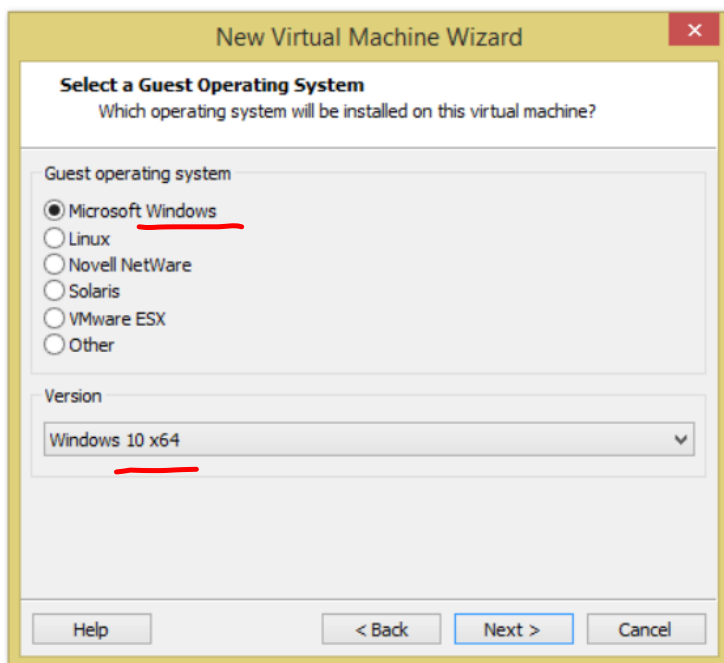 New Virtual Machine Wizard
Select a Guest Operating System
Which operating system will be installed on this virtual machine?
Guest operating system
Microsoft Windows
Linux
Novell NetWare
Solaris
VMware ESX
Other
Version
Windows 10 x64
Help
< Back
Next >
Cancel